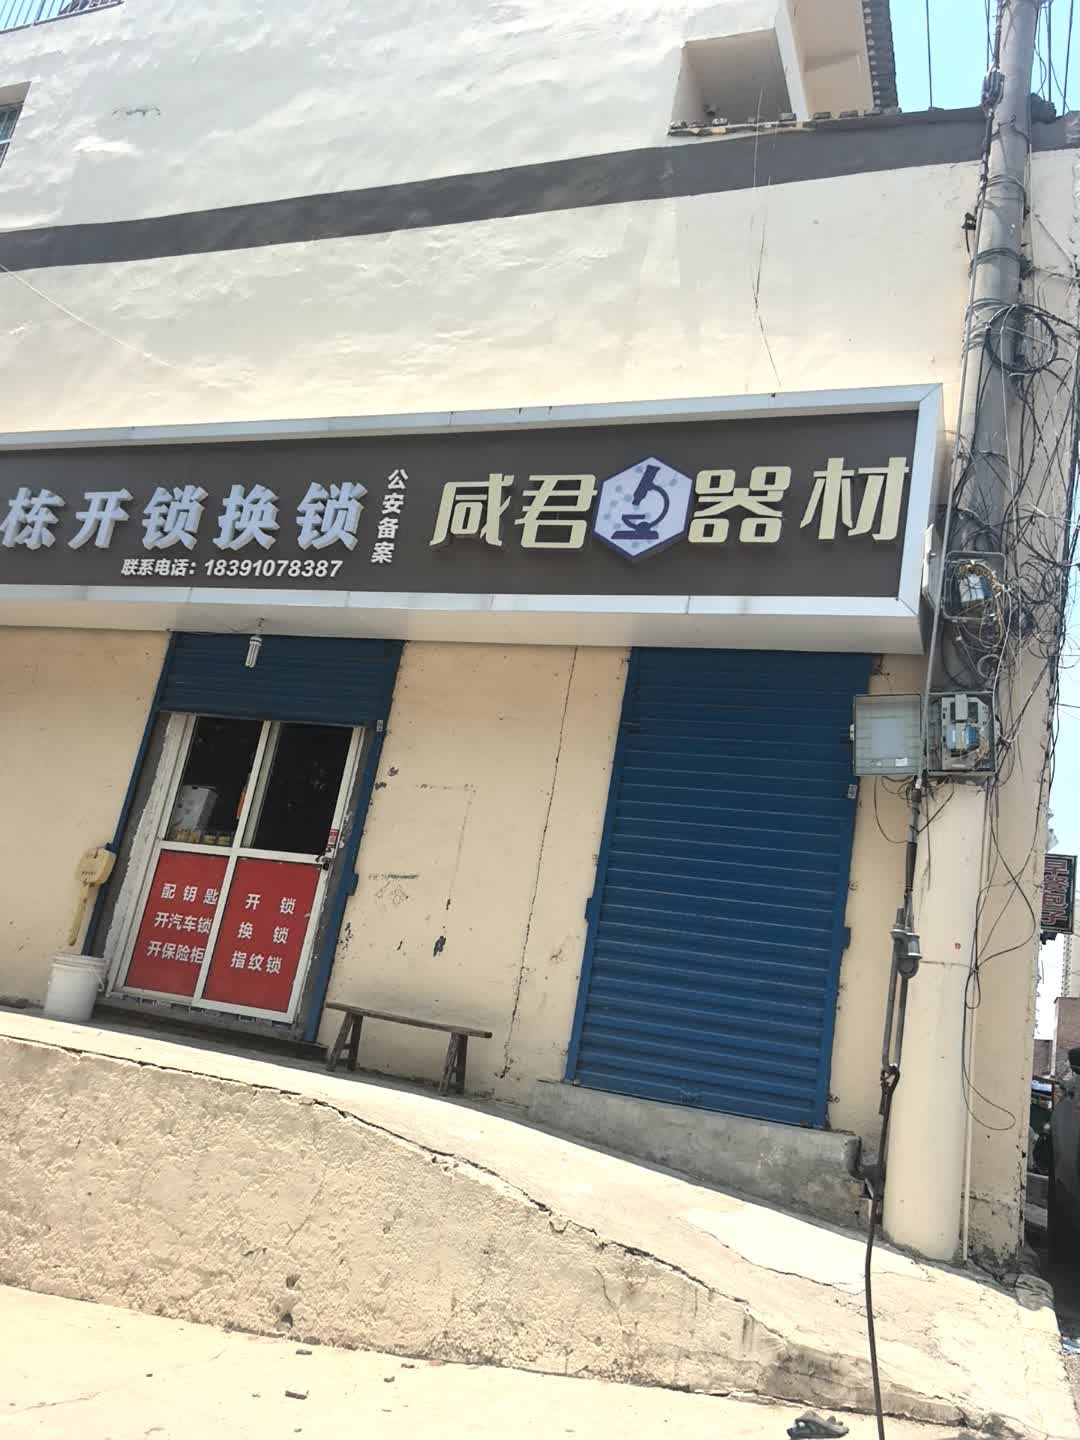 栋开锁换锁
公安备案
联系电话：18391078387
咸君器材
配钥匙
开汽车锁
开保险柜
开锁
换锁
指纹锁